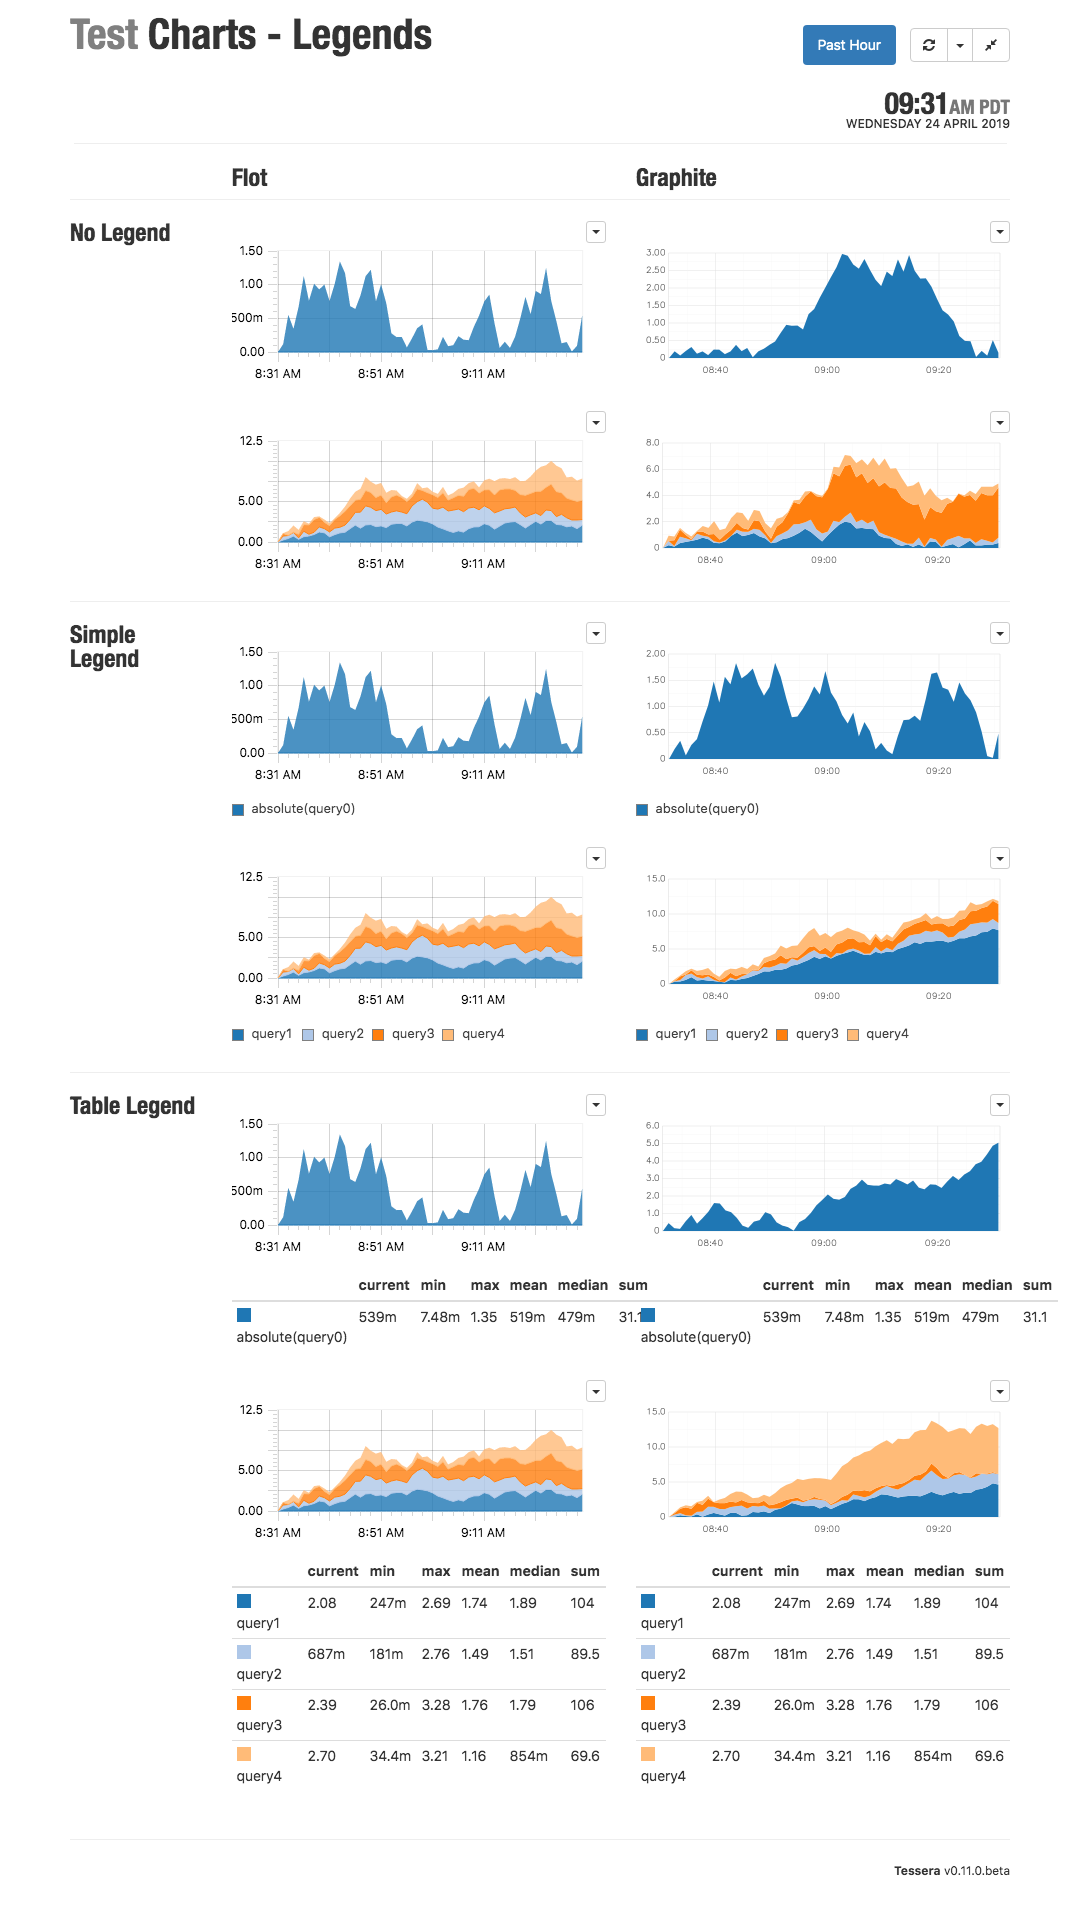 Test Charts - Legends
Past Hour
09:31 AM PDT
WEDNESDAY 24 APRIL 2019
Flot
Graphite
No Legend
1.50
1.00
500m
0.00
8:31 AM 8:51 AM 9:11 AM
3.00
2.50
2.00
1.50
1.00
0.50
0
08:40 09:00 09:20
12.5
5.00
0.00
8:31 AM 8:51 AM 9:11 AM
8.0
6.0
4.0
2.0
0
08:40 09:00 09:20
Simple
Legend
1.50
1.00
500m
0.00
8:31 AM 8:51 AM 9:11 AM
absolute(query0)
2.00
1.50
1.00
0.50
0
08:40 09:00 09:20
absolute(query0)
12.5
5.00
0.00
8:31 AM 8:51 AM 9:11 AM
query1 query2 query3 query4
15.0
10.0
5.0
0
08:40 09:00 09:20
query1 query2 query3 query4
Table Legend
1.50
1.00
500m
0.00
8:31 AM 8:51 AM 9:11 AM
current min max mean median sum
539m 7.48m 1.35 519m 479m 31.1
absolute(query0)
6.0
5.0
4.0
3.0
2.0
1.0
0
08:40 09:00 09:20
current min max mean median sum
539m 7.48m 1.35 519m 479m 31.1
absolute(query0)
12.5
5.00
0.00
8:31 AM 8:51 AM 9:11 AM
current min max mean median sum
2.08 247m 2.69 1.74 1.89 104
query1
687m 181m 2.76 1.49 1.51 89.5
query2
2.39 26.0m 3.28 1.76 1.79 106
query3
2.70 34.4m 3.21 1.16 854m 69.6
query4
15.0
10.0
5.0
0
08:40 09:00 09:20
current min max mean median sum
2.08 247m 2.69 1.74 1.89 104
query1
687m 181m 2.76 1.49 1.51 89.5
query2
2.39 26.0m 3.28 1.76 1.79 106
query3
2.70 34.4m 3.21 1.16 854m 69.6
query4
Tessera v0.11.0.beta